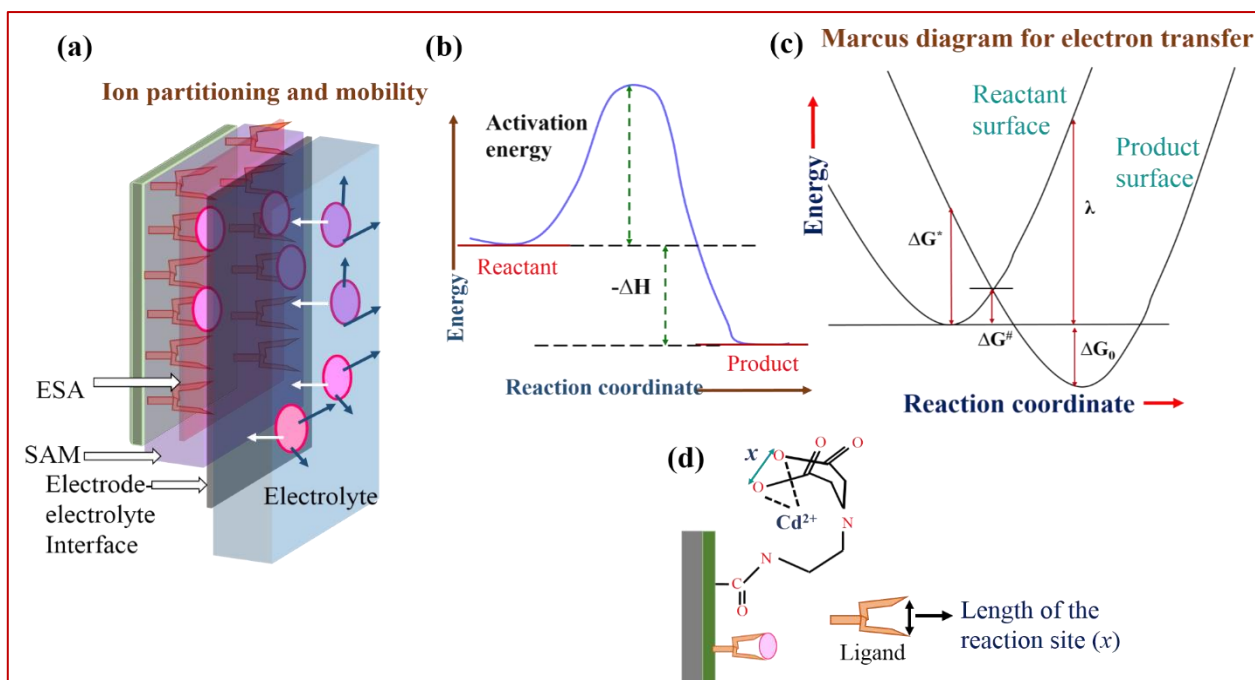 (a)
Ion partitioning and mobility
ESA
SAM
Electrode-
electrolyte
Interface
Electrolyte
(b)
Activation
energy
Energy
Reactant
-ΔH
Product
Reaction coordinate
(c)
Marcus diagram for electron transfer
Energy
Reactant
surface
Product
surface
λ
ΔG*
ΔG#
ΔG₀
Reaction coordinate
(d)
x
O
O
O
O
Cd²⁺
N
N
C
O
Ligand
Length of the
reaction site (x)